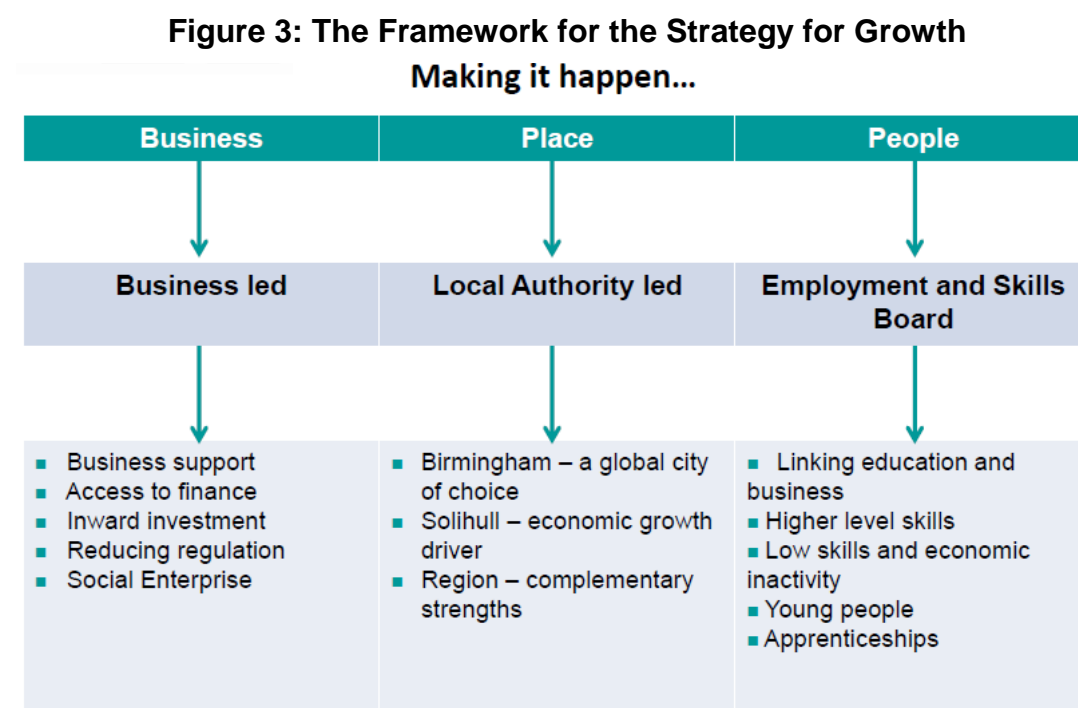 Figure 3: The Framework for the Strategy for Growth
Making it happen...
Business
Place
People
Business led
Local Authority led
Employment and Skills
Board
■ Business support
■ Access to finance
■ Inward investment
■ Reducing regulation
■ Social Enterprise
■ Birmingham – a global city
of choice
■ Solihull – economic growth
driver
■ Region – complementary
strengths
■ Linking education and
business
■ Higher level skills
■ Low skills and economic
inactivity
■ Young people
■ Apprenticeships